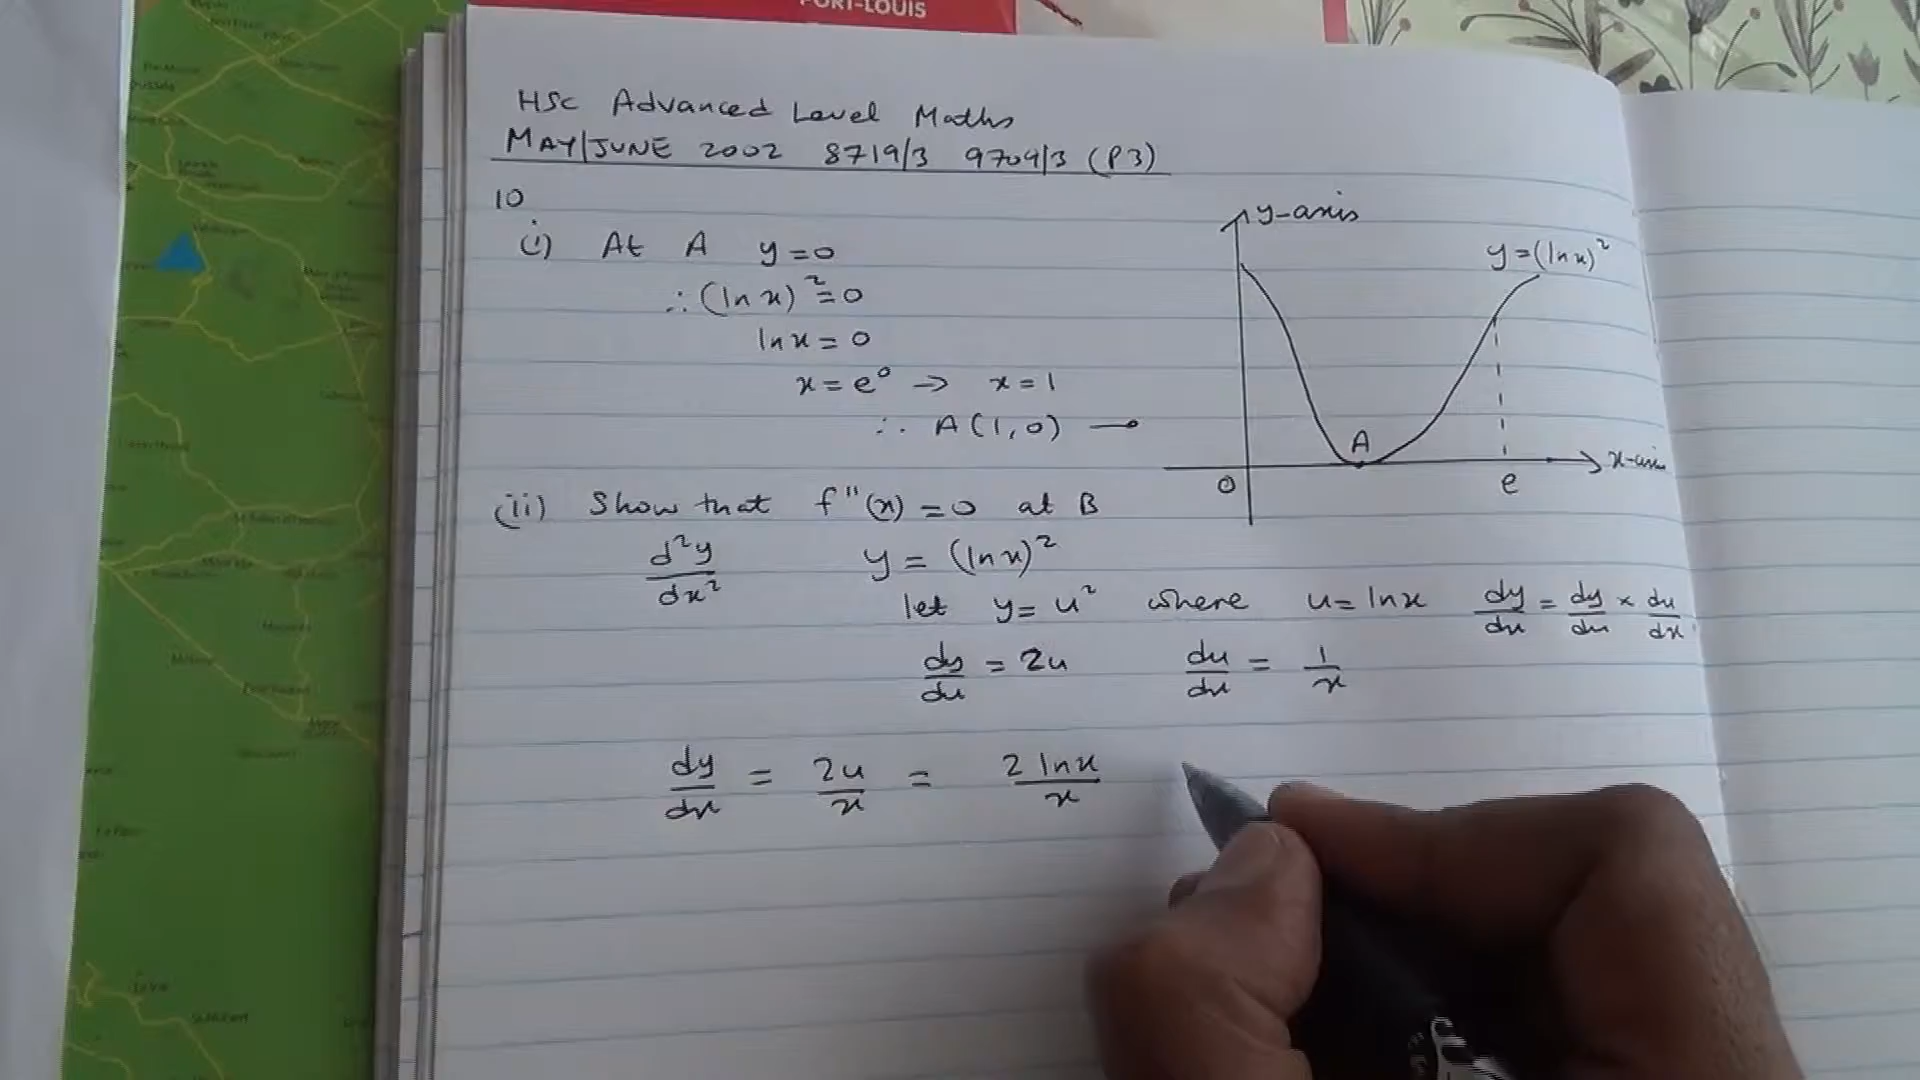 PORT-LOUIS
HSC Advanced Level Maths
MAY/JUNE 2002 8719/3 9709/3 (P3)
10
(i) At A y=0
∴ (ln x)² = 0
ln x = 0
x = e⁰ → x = 1
∴ A(1,0)
y-axis
y = (ln x)²
A
x-axis
0
e
(ii) Show that f''(x) = 0 at B
d²y/dx² y = (ln x)²
let y = u² where u = ln x dy/dx = dy/du × du/dx
dy/du = 2u du/dx = 1/x
dy/dx = 2u/x = 2 ln x/x